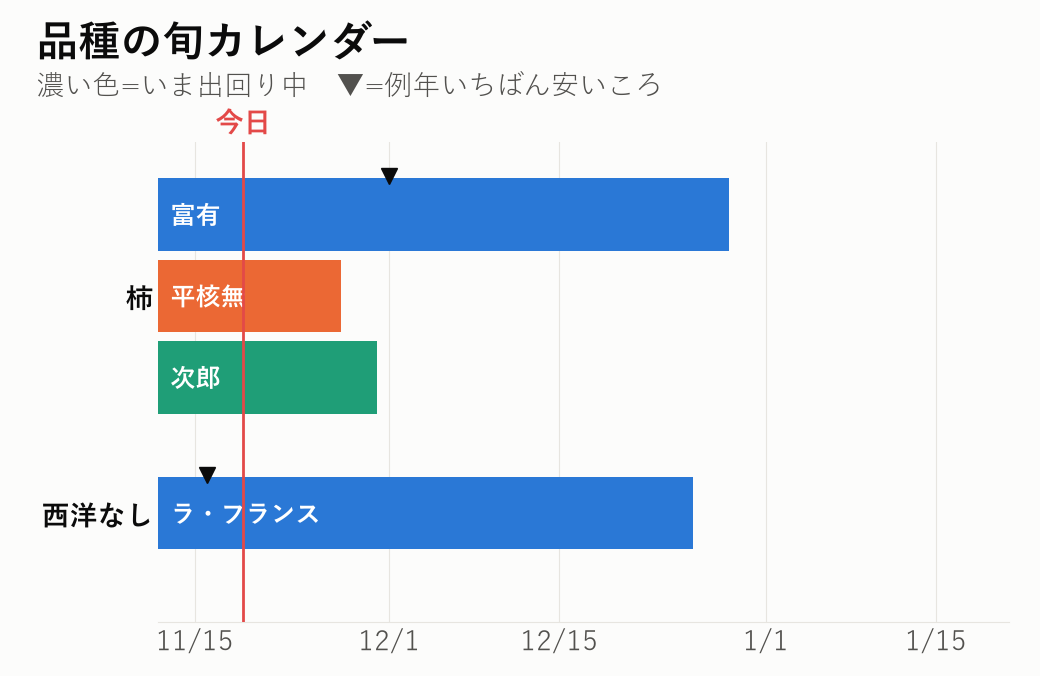 品種の旬カレンダー
濃い色=いま出回り中　▼=例年いちばん安いころ
今日
富有
柿
平核無
次郎
西洋なし
ラ・フランス
11/15
12/1
12/15
1/1
1/15